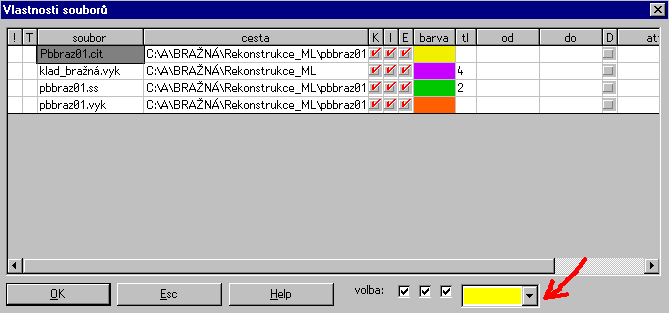 Vlastnosti souborů
! T soubor cesta K I E barva tl od do D at
Pbbraz01.cit C:\A\BRAŽNÁ\Rekonstrukce_ML\pbbraz01
klad_bražná.vyk C:\A\BRAŽNÁ\Rekonstrukce_ML 4
pbbraz01.ss C:\A\BRAŽNÁ\Rekonstrukce_ML\pbbraz01 2
pbbraz01.vyk C:\A\BRAŽNÁ\Rekonstrukce_ML\pbbraz01
OK Esc Help volba: